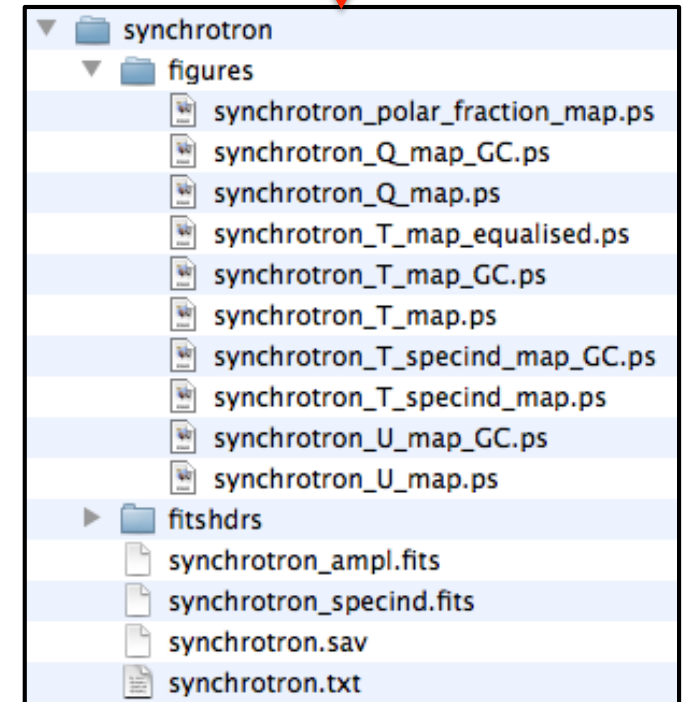 synchrotron
figures
synchrotron_polar_fraction_map.ps
synchrotron_Q_map_GC.ps
synchrotron_Q_map.ps
synchrotron_T_map_equalised.ps
synchrotron_T_map_GC.ps
synchrotron_T_map.ps
synchrotron_T_specind_map_GC.ps
synchrotron_T_specind_map.ps
synchrotron_U_map_GC.ps
synchrotron_U_map.ps
fitshdrs
synchrotron_ampl.fits
synchrotron_specind.fits
synchrotron.sav
synchrotron.txt